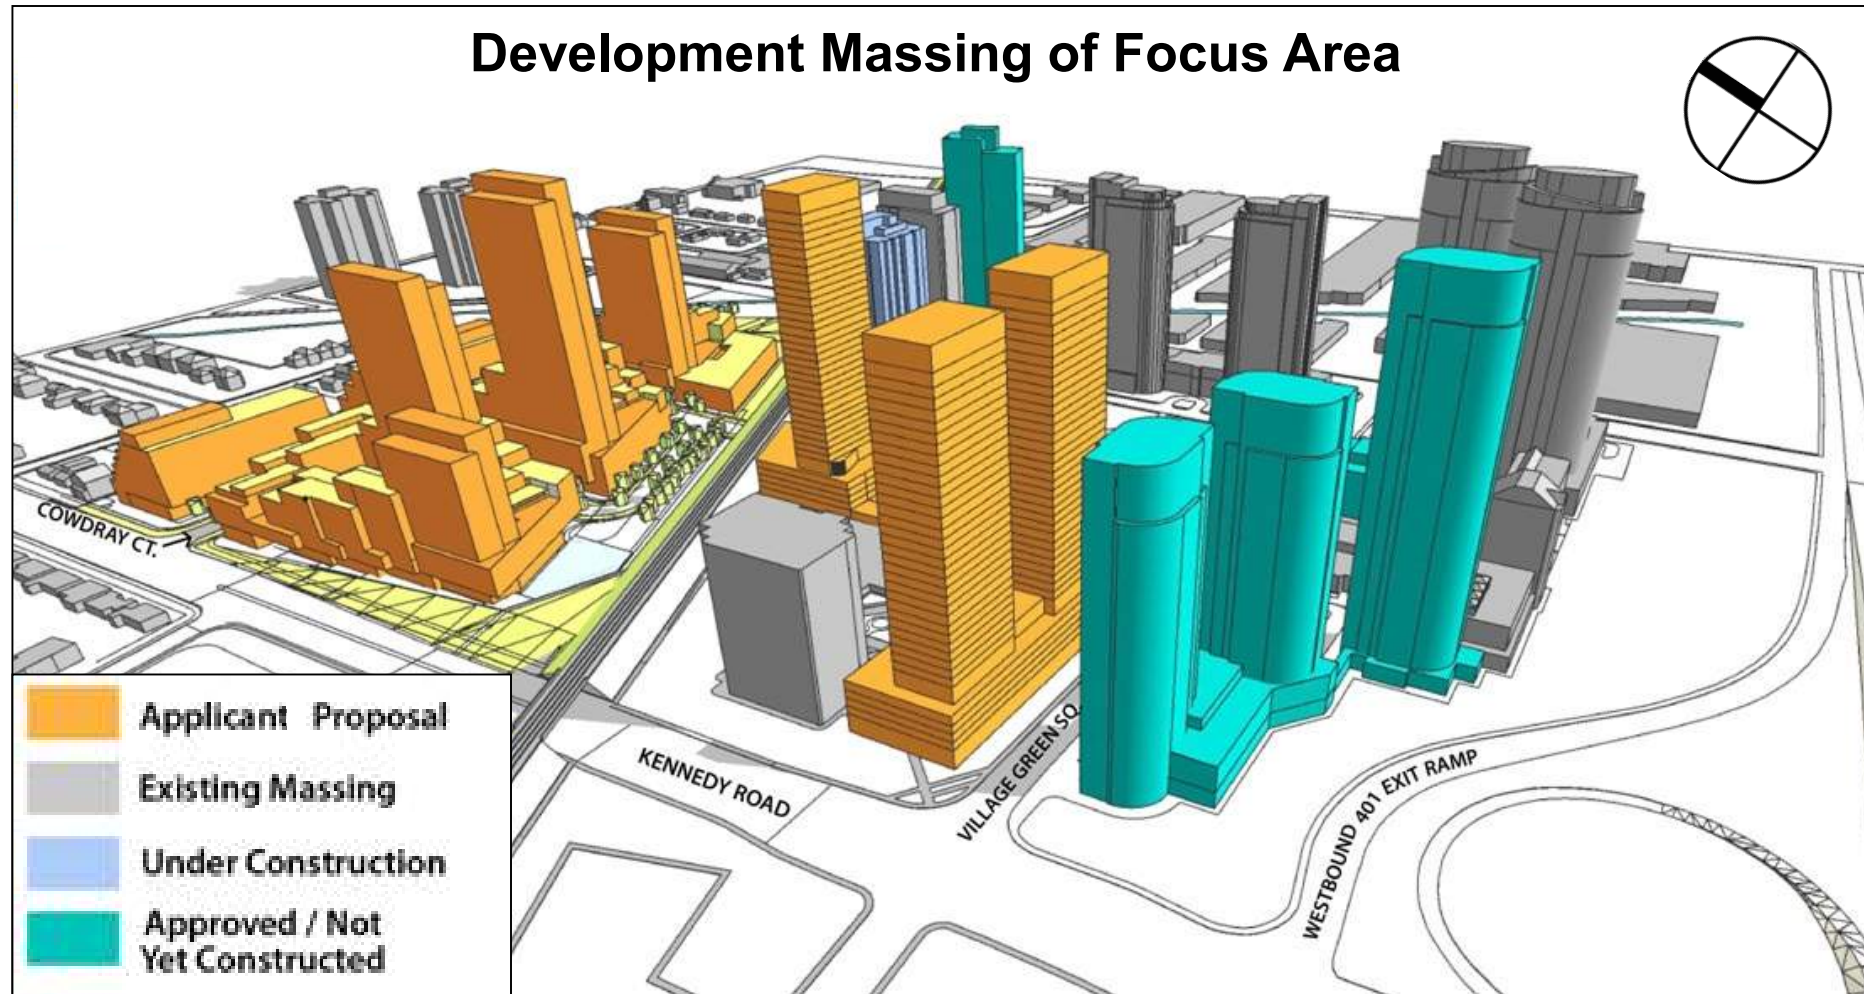 Development Massing of Focus Area
COWDRAY CT.
KENNEDY ROAD
VILLAGE GREEN SQ.
WESTBOUND 401 EXIT RAMP
Applicant Proposal
Existing Massing
Under Construction
Approved / Not
Yet Constructed